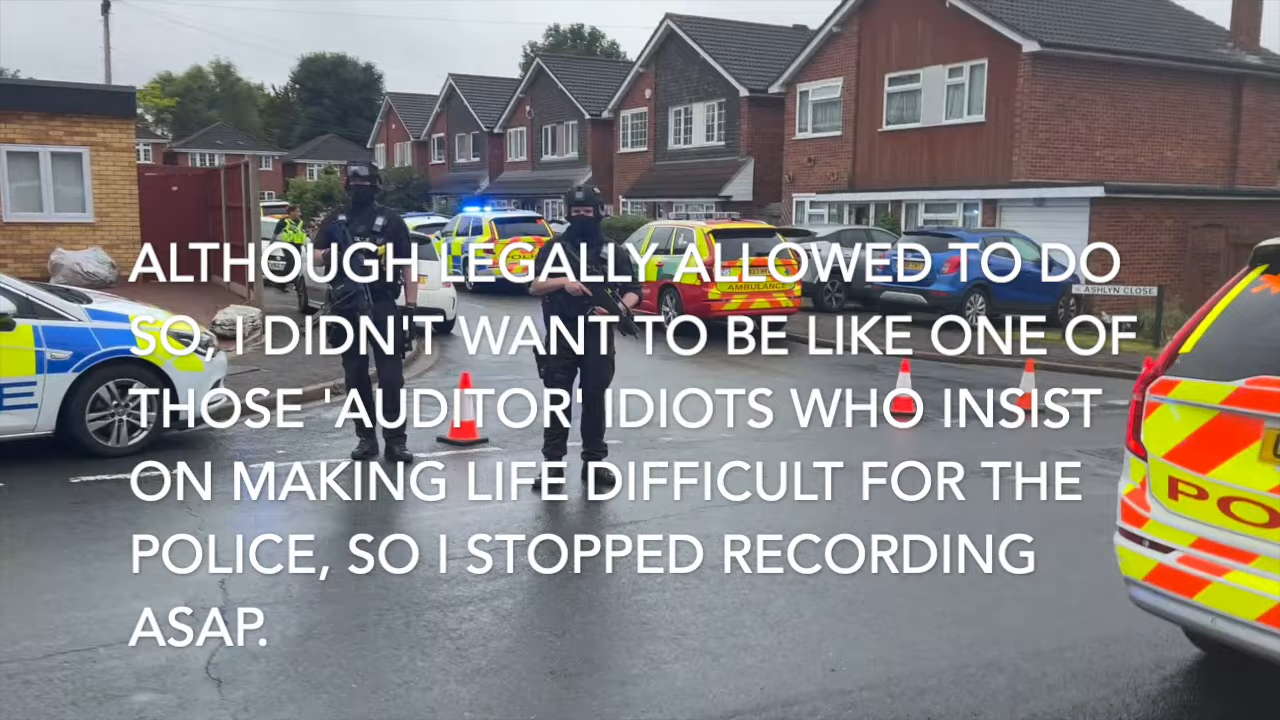 ALTHOUGH LEGALLY ALLOWED TO DO
SO, I DIDN'T WANT TO BE LIKE ONE OF
THOSE 'AUDITOR' IDIOTS WHO INSIST
ON MAKING LIFE DIFFICULT FOR THE
POLICE, SO I STOPPED RECORDING
ASAP.
AMBULANCE
ASHLYN CLOSE
PO